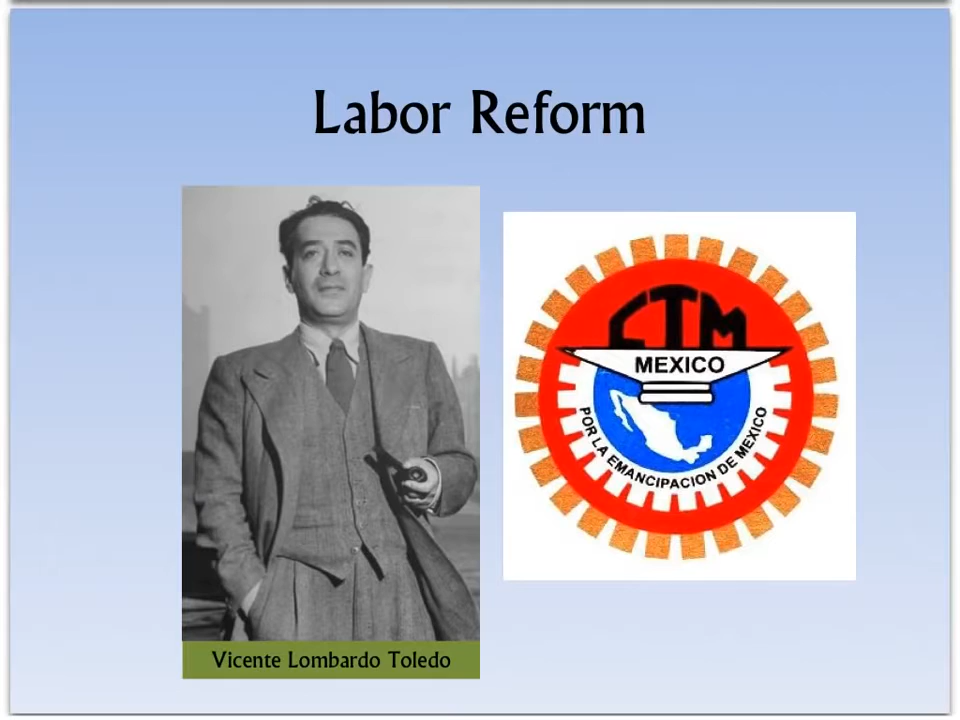 Labor Reform
CTM
MEXICO
POR LA EMANCIPACION DE MEXICO
Vicente Lombardo Toledo